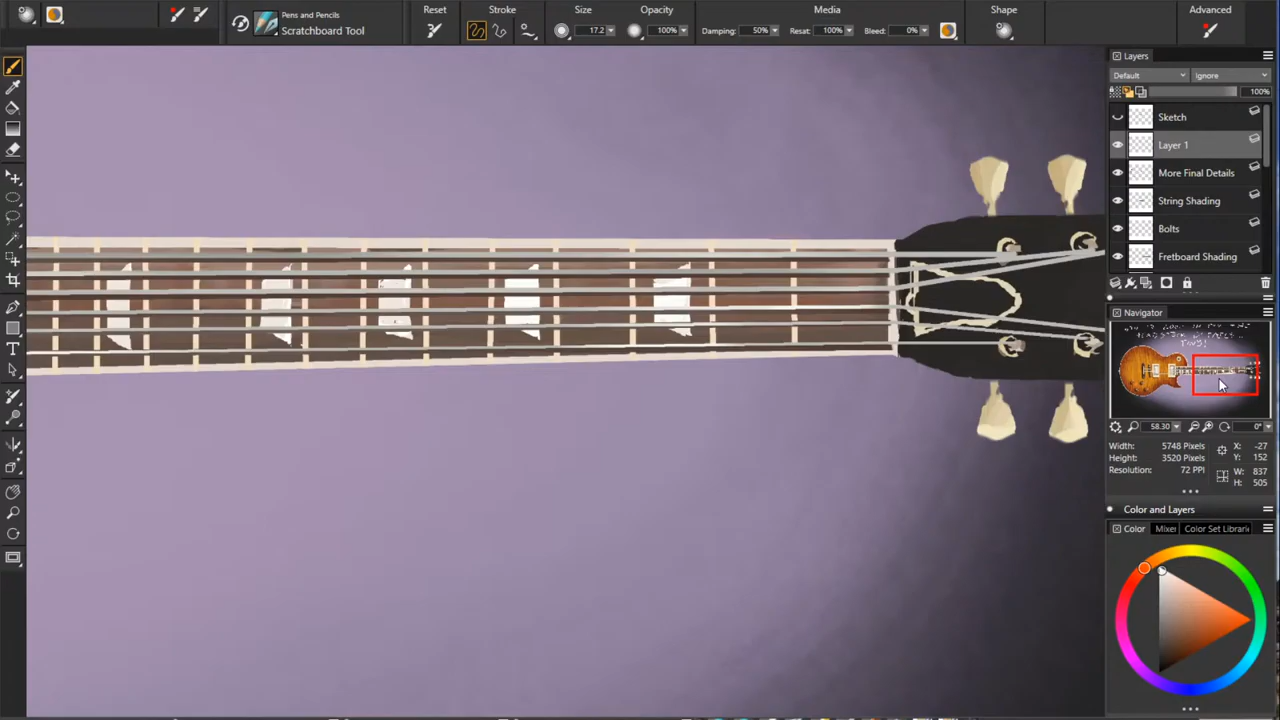 Pens and Pencils
Scratchboard Tool
Reset
Stroke
Size
17.2
Opacity
100%
Media
Damping: 50% Resat: 100% Bleed: 0%
Shape
Advanced
Layers
Default Ignore
100%
Sketch
Layer 1
More Final Details
String Shading
Bolts
Fretboard Shading
Navigator
58.30 0°
Width: 5748 Pixels
Height: 3520 Pixels
Resolution: 72 PPI
X: -27
Y: 152
W: 837
H: 505
Color and Layers
Color Mixer Color Set Librari